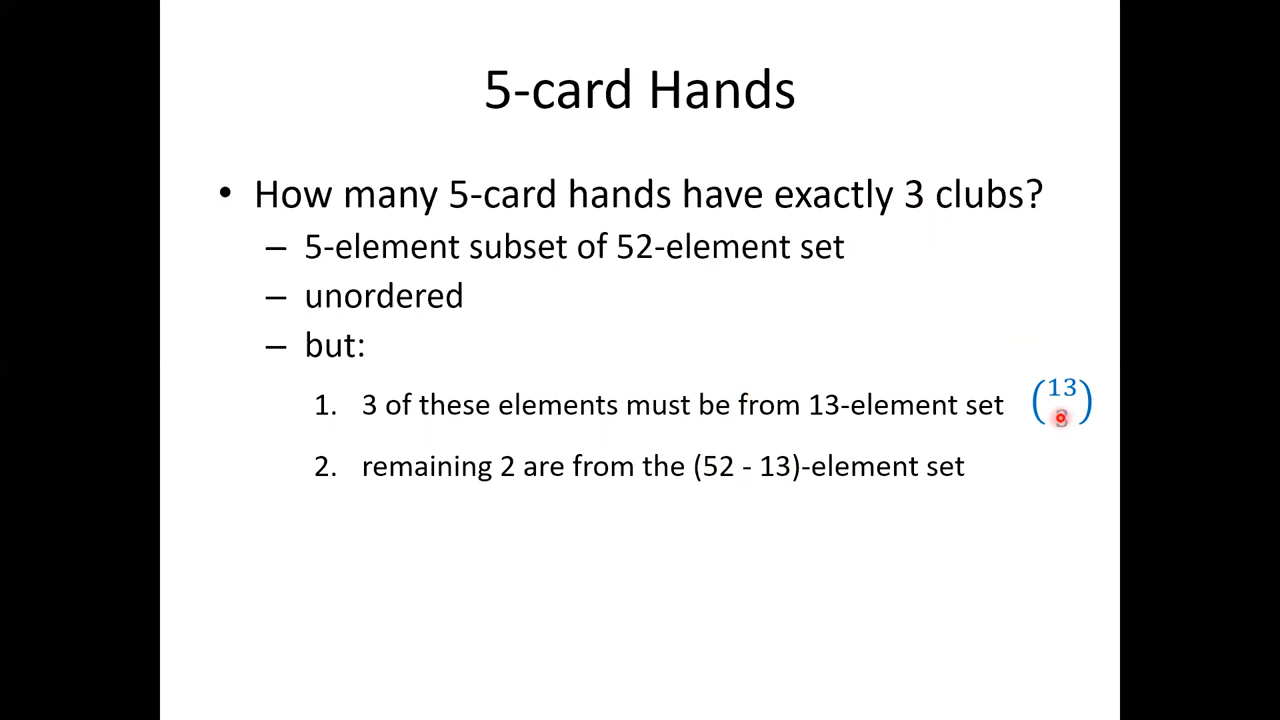 5-card Hands
• How many 5-card hands have exactly 3 clubs?
– 5-element subset of 52-element set
– unordered
– but:
1. 3 of these elements must be from 13-element set (13 3)
2. remaining 2 are from the (52 - 13)-element set